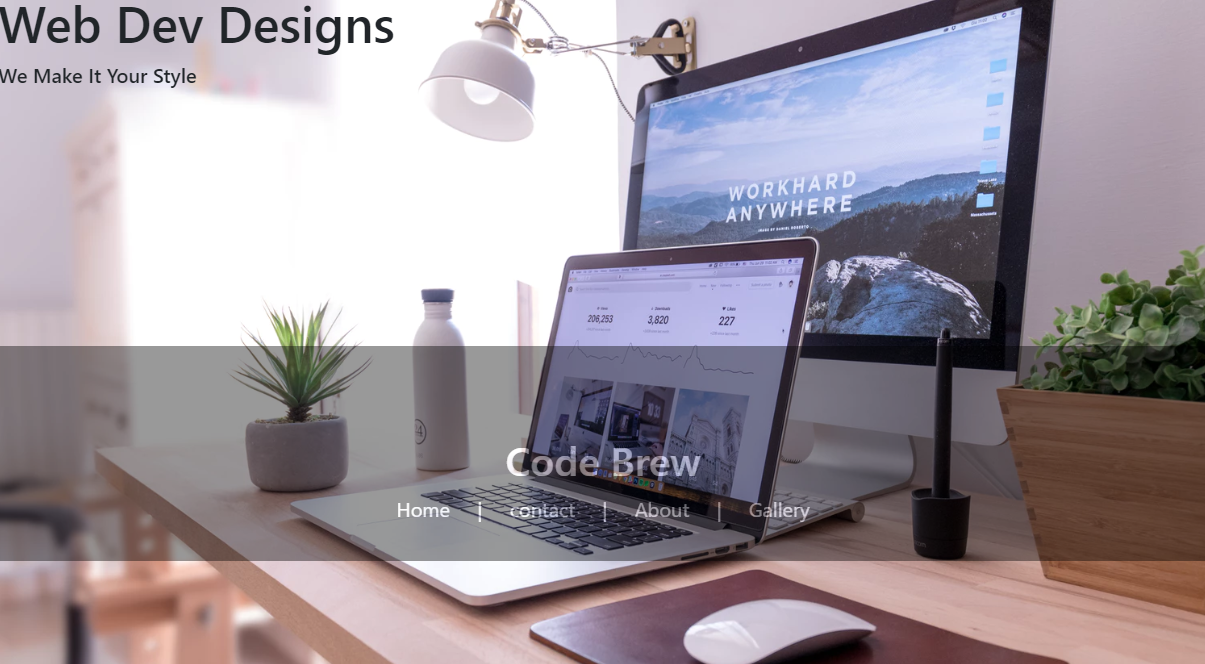 Web Dev Designs
We Make It Your Style
WORKHARD
ANYWHERE
206,253 3,820 227
Code Brew
Home | contact | About | Gallery